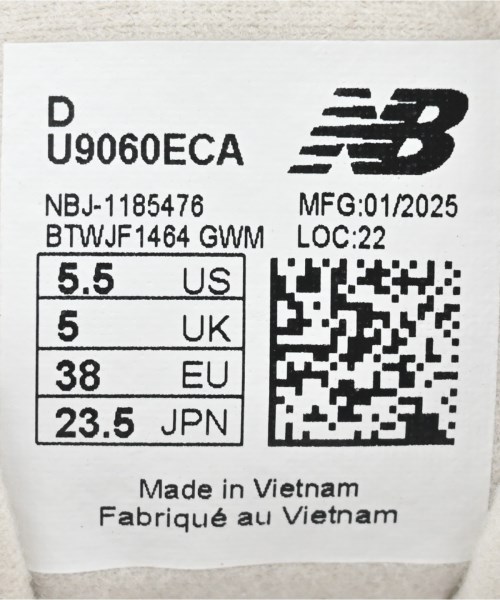 D
U9060ECA
NB
NBJ-1185476 MFG:01/2025
BTWJF1464 GWM LOC:22
5.5 US
5 UK
38 EU
23.5 JPN
Made in Vietnam
Fabriqué au Vietnam